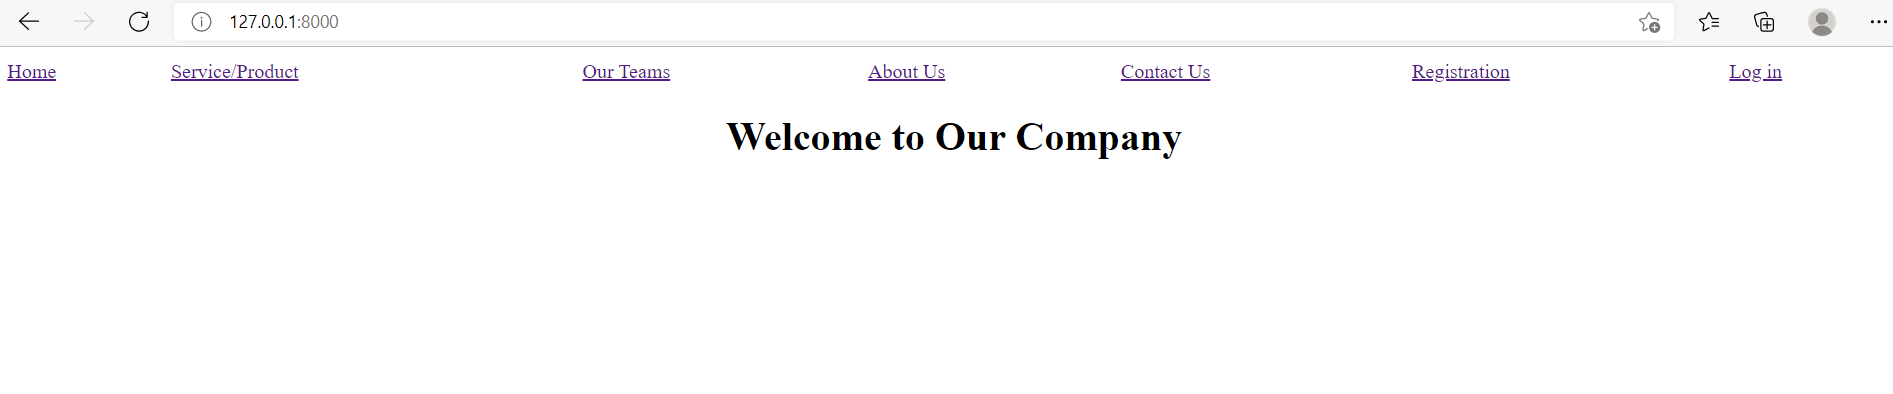 127.0.0.1:8000
Home Service/Product Our Teams About Us Contact Us Registration Log in
Welcome to Our Company